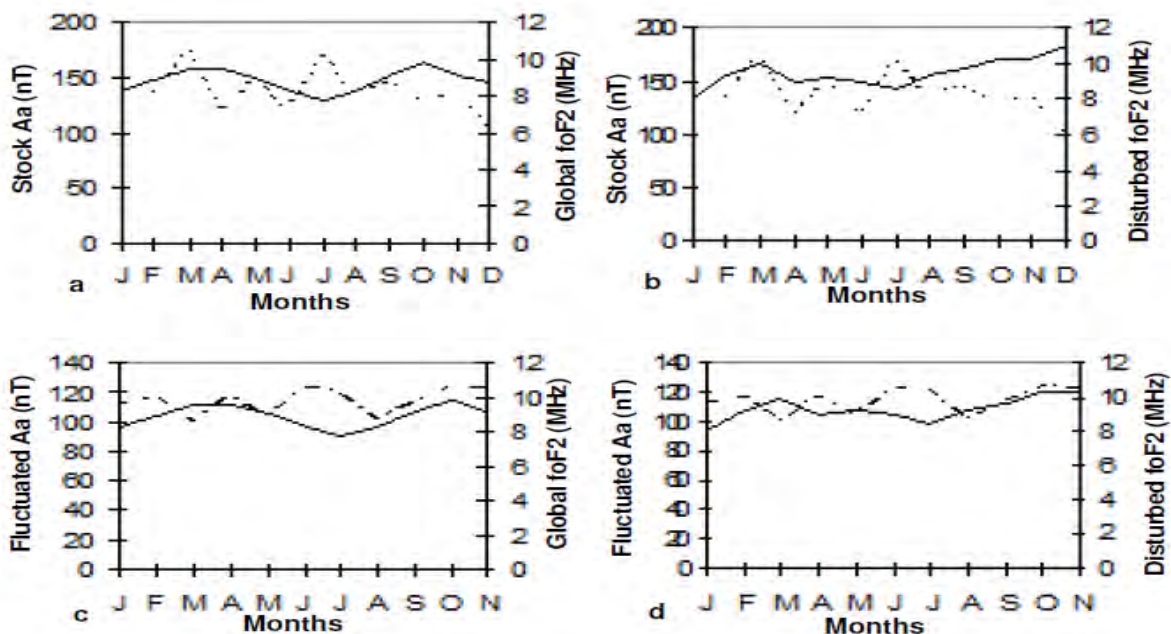 Stock Aa (nT)
200
150
100
50
0
J F M A M J J A S O N D
Months
12
10
8
6
4
2
0
Global foF2 (MHz)
a
Stock Aa (nT)
200
150
100
50
0
J F M A M J J A S O N D
Months
12
10
8
6
4
2
0
Disturbed foF2 (MHz)
b
Fluctuated Aa (nT)
140
120
100
80
60
40
20
0
J F M A M J J A S O N
Months
12
10
8
6
4
2
0
Global foF2 (MHz)
c
Fluctuated Aa (nT)
140
120
100
80
60
40
20
0
J F M A M J J A S O N
Months
12
10
8
6
4
2
0
Disturbed foF2 (MHz)
d